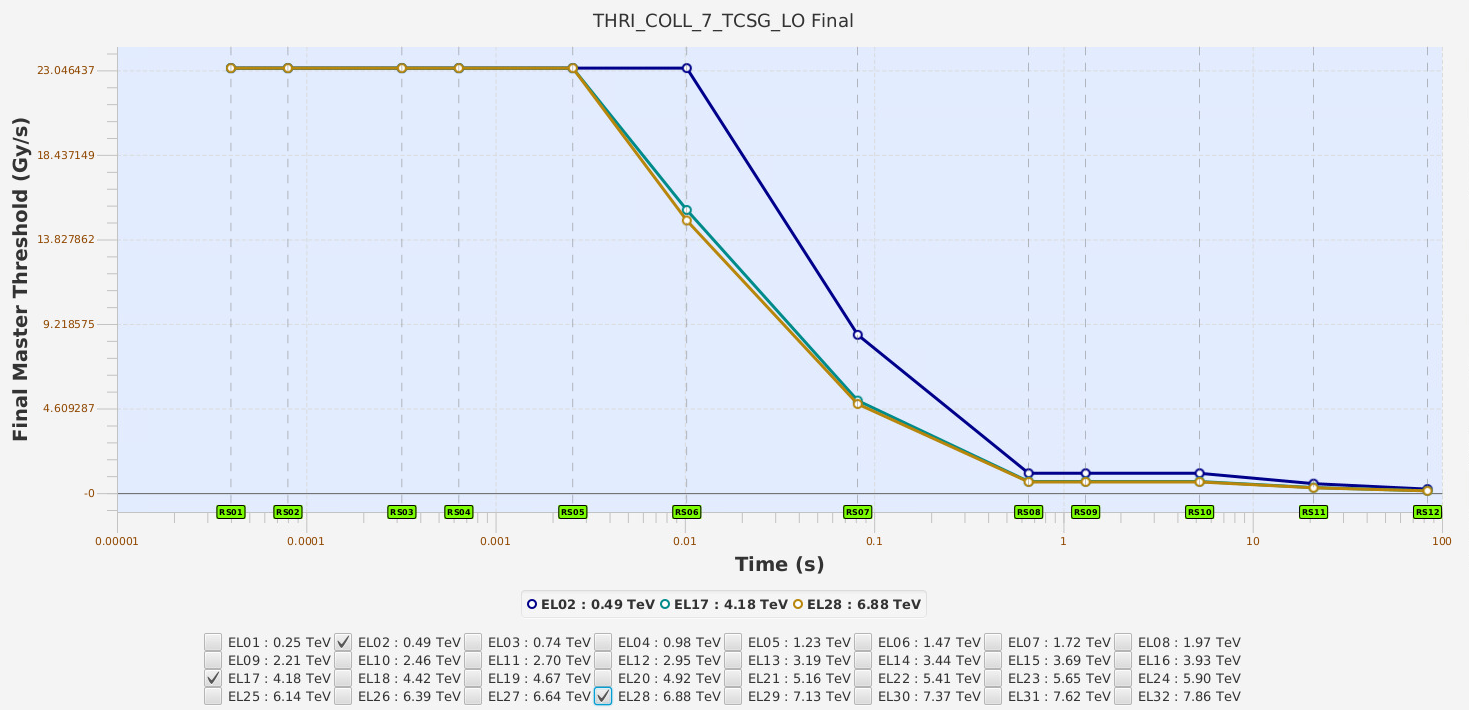 THRI_COLL_7_TCSG_LO Final
Final Master Threshold (Gy/s)
23.046437
18.437149
13.827862
9.218575
4.609287
-0
RS01 RS02 RS03 RS04 RS05 RS06 RS07 RS08 RS09 RS10 RS11 RS12
0.00001 0.0001 0.001 0.01 0.1 1 10 100
Time (s)
EL02 : 0.49 TeV EL17 : 4.18 TeV EL28 : 6.88 TeV
EL01 : 0.25 TeV EL02 : 0.49 TeV EL03 : 0.74 TeV EL04 : 0.98 TeV EL05 : 1.23 TeV EL06 : 1.47 TeV EL07 : 1.72 TeV EL08 : 1.97 TeV
EL09 : 2.21 TeV EL10 : 2.46 TeV EL11 : 2.70 TeV EL12 : 2.95 TeV EL13 : 3.19 TeV EL14 : 3.44 TeV EL15 : 3.69 TeV EL16 : 3.93 TeV
EL17 : 4.18 TeV EL18 : 4.42 TeV EL19 : 4.67 TeV EL20 : 4.92 TeV EL21 : 5.16 TeV EL22 : 5.41 TeV EL23 : 5.65 TeV EL24 : 5.90 TeV
EL25 : 6.14 TeV EL26 : 6.39 TeV EL27 : 6.64 TeV EL28 : 6.88 TeV EL29 : 7.13 TeV EL30 : 7.37 TeV EL31 : 7.62 TeV EL32 : 7.86 TeV